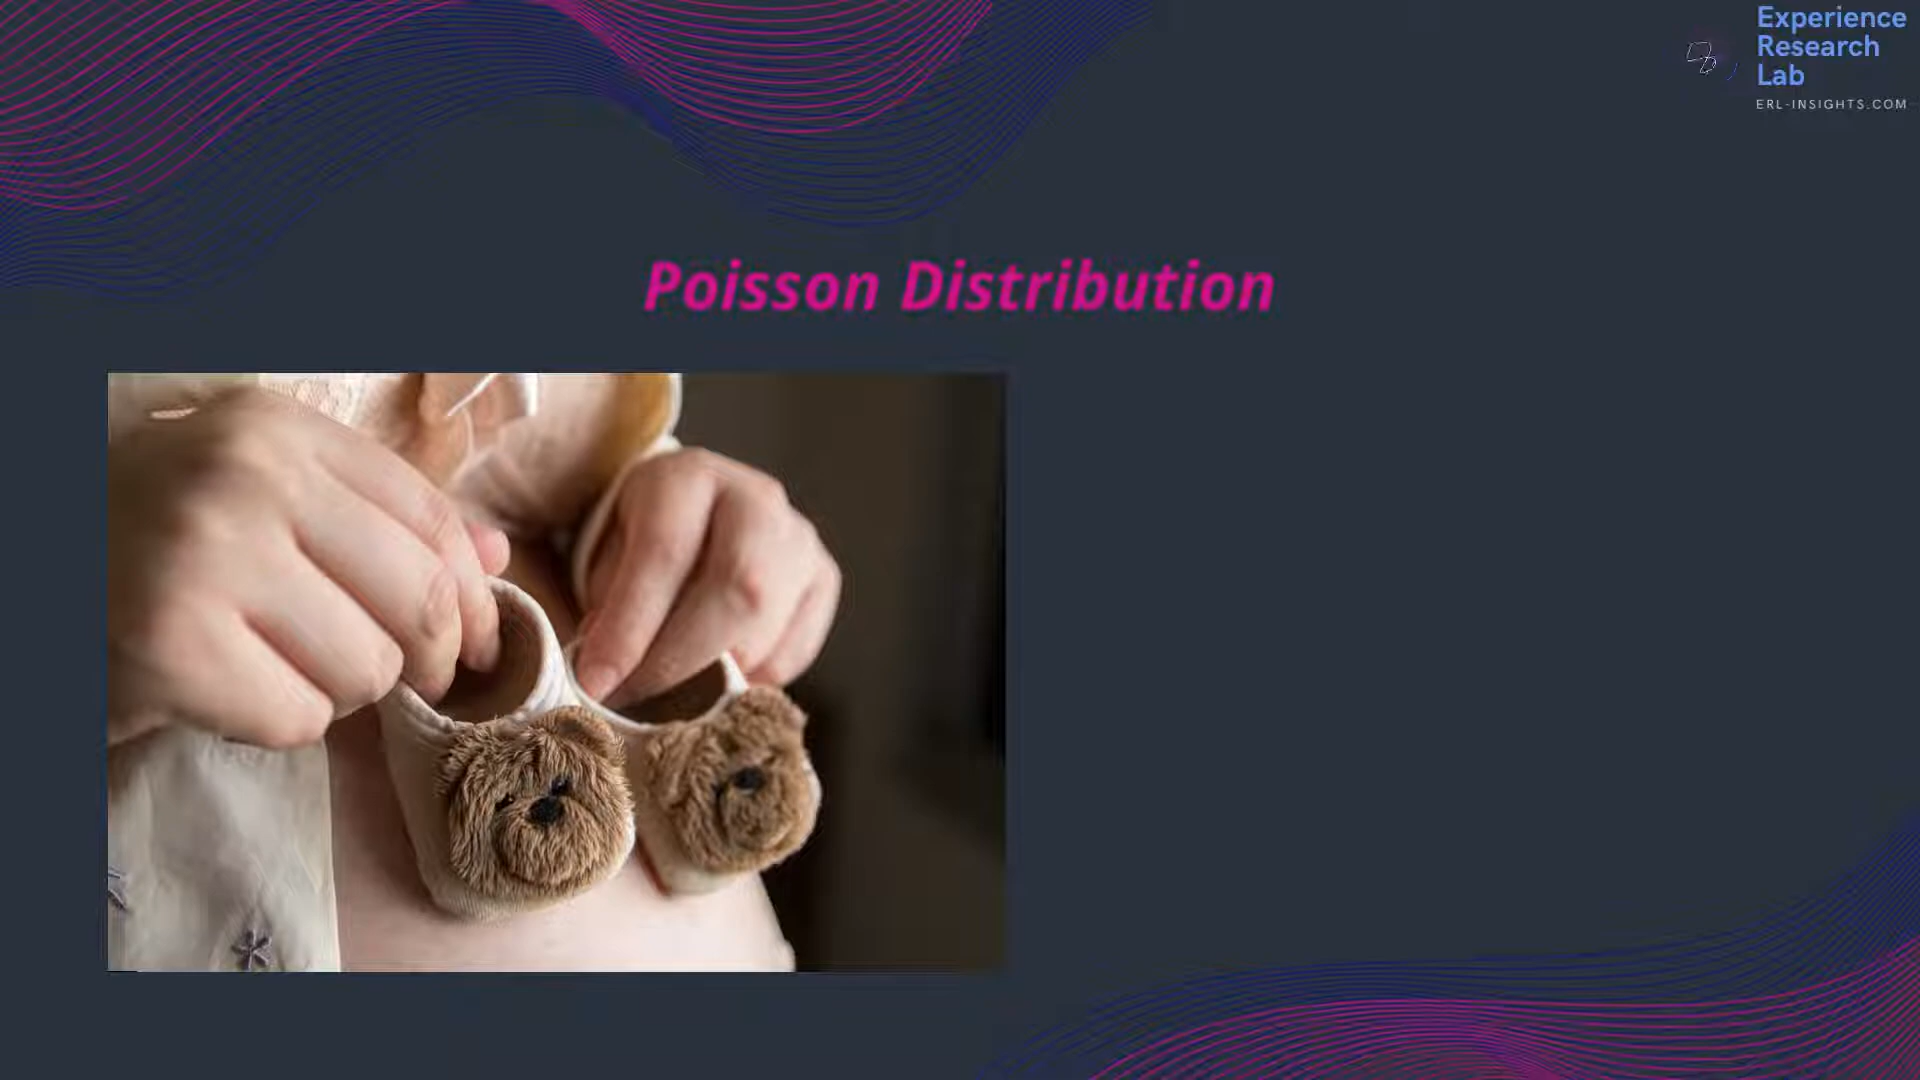 Experience
Research
Lab
ERL-INSIGHTS.COM
Poisson Distribution